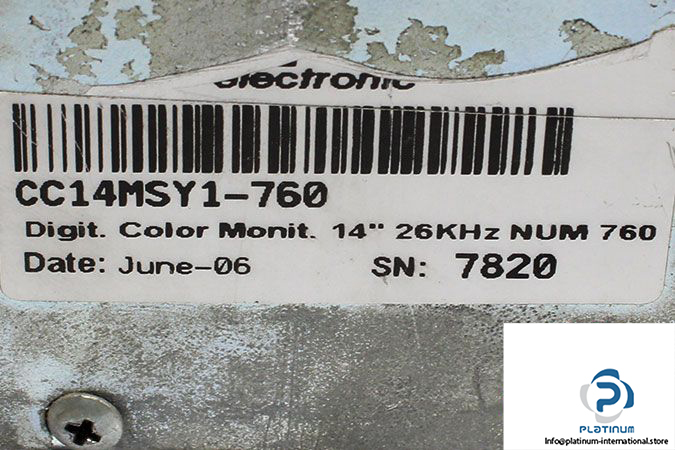 electronic
CC14MSY1-760
Digit. Color Monit. 14" 26KHz NUM 760
Date: June-06 SN: 7820
PLATINUM
Info@platinum-international.store